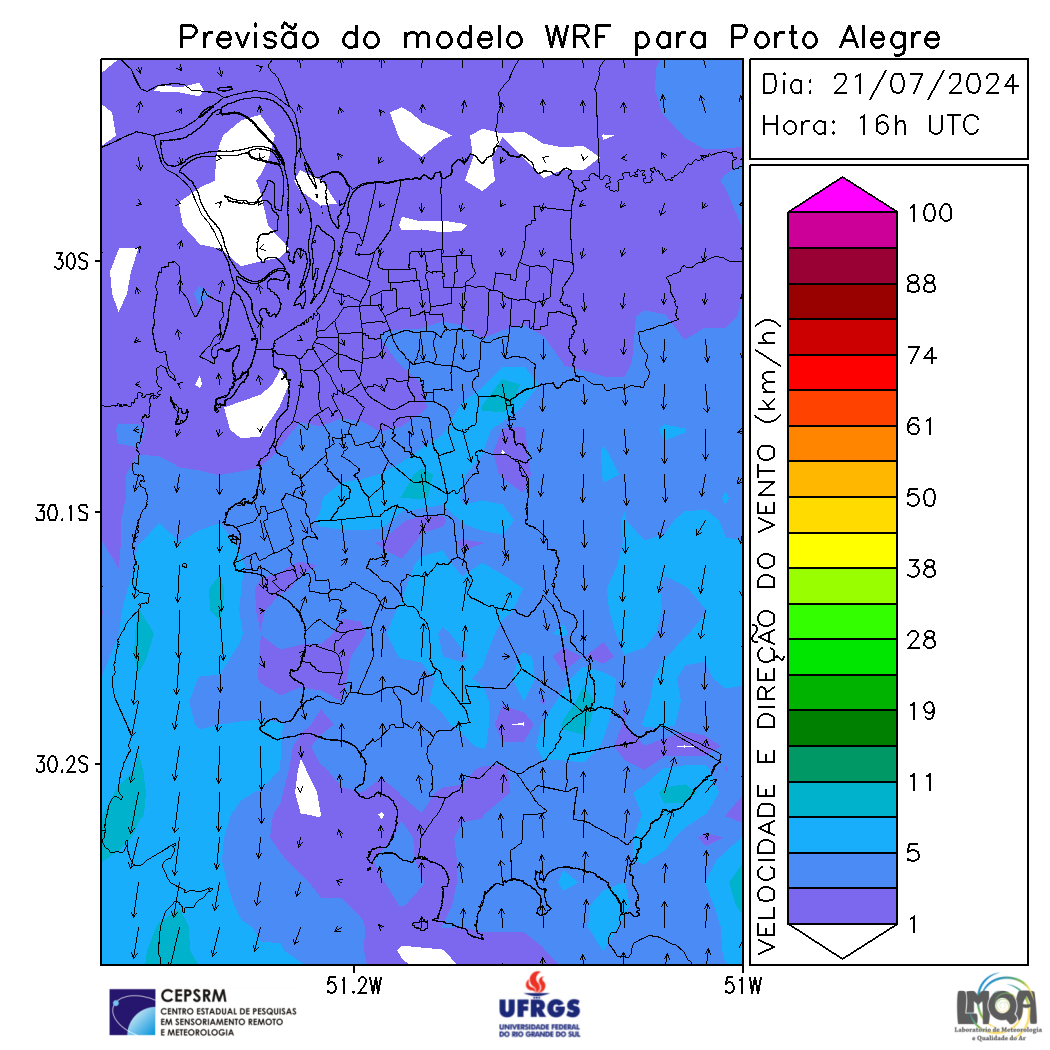 Previsão do modelo WRF para Porto Alegre
Dia: 21/07/2024
Hora: 16h UTC
30S
30.1S
30.2S
51.2W
51W
VELOCIDADE E DIREÇÃO DO VENTO (km/h)
100
88
74
61
50
38
28
19
11
5
1
CEPSRM
CENTRO ESTADUAL DE PESQUISAS
EM SENSORIAMENTO REMOTO
E METEOROLOGIA
UFRGS
UNIVERSIDADE FEDERAL
DO RIO GRANDE DO SUL
LMQA
Laboratório de Meteorologia
e Qualidade do Ar